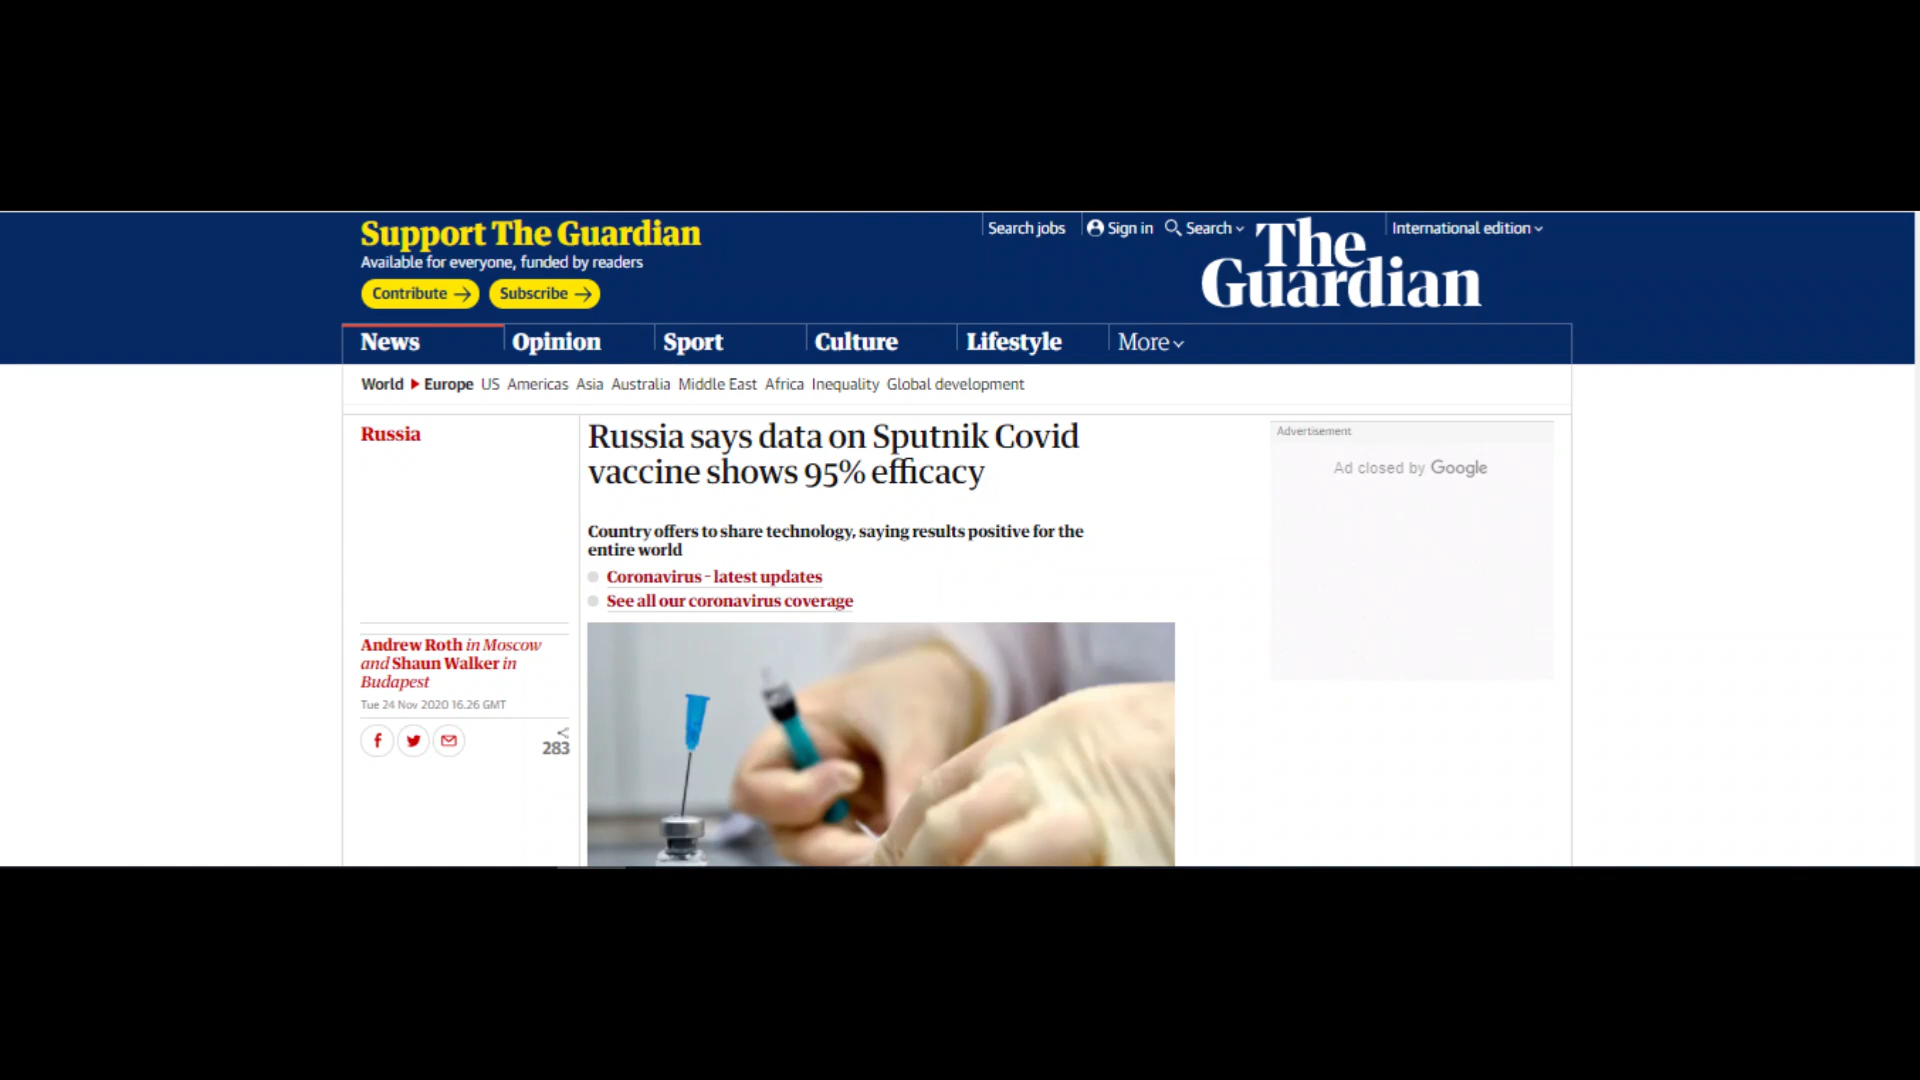 Support The Guardian
Available for everyone, funded by readers
Contribute
Subscribe
Search jobs
Sign in
Search
International edition
The
Guardian
News
Opinion
Sport
Culture
Lifestyle
More
World Europe US Americas Asia Australia Middle East Africa Inequality Global development
Russia
Russia says data on Sputnik Covid
vaccine shows 95% efficacy
Country offers to share technology, saying results positive for the
entire world
Coronavirus - latest updates
See all our coronavirus coverage
Andrew Roth in Moscow
and Shaun Walker in
Budapest
Tue 24 Nov 2020 16.26 GMT
283
Advertisement
Ad closed by Google